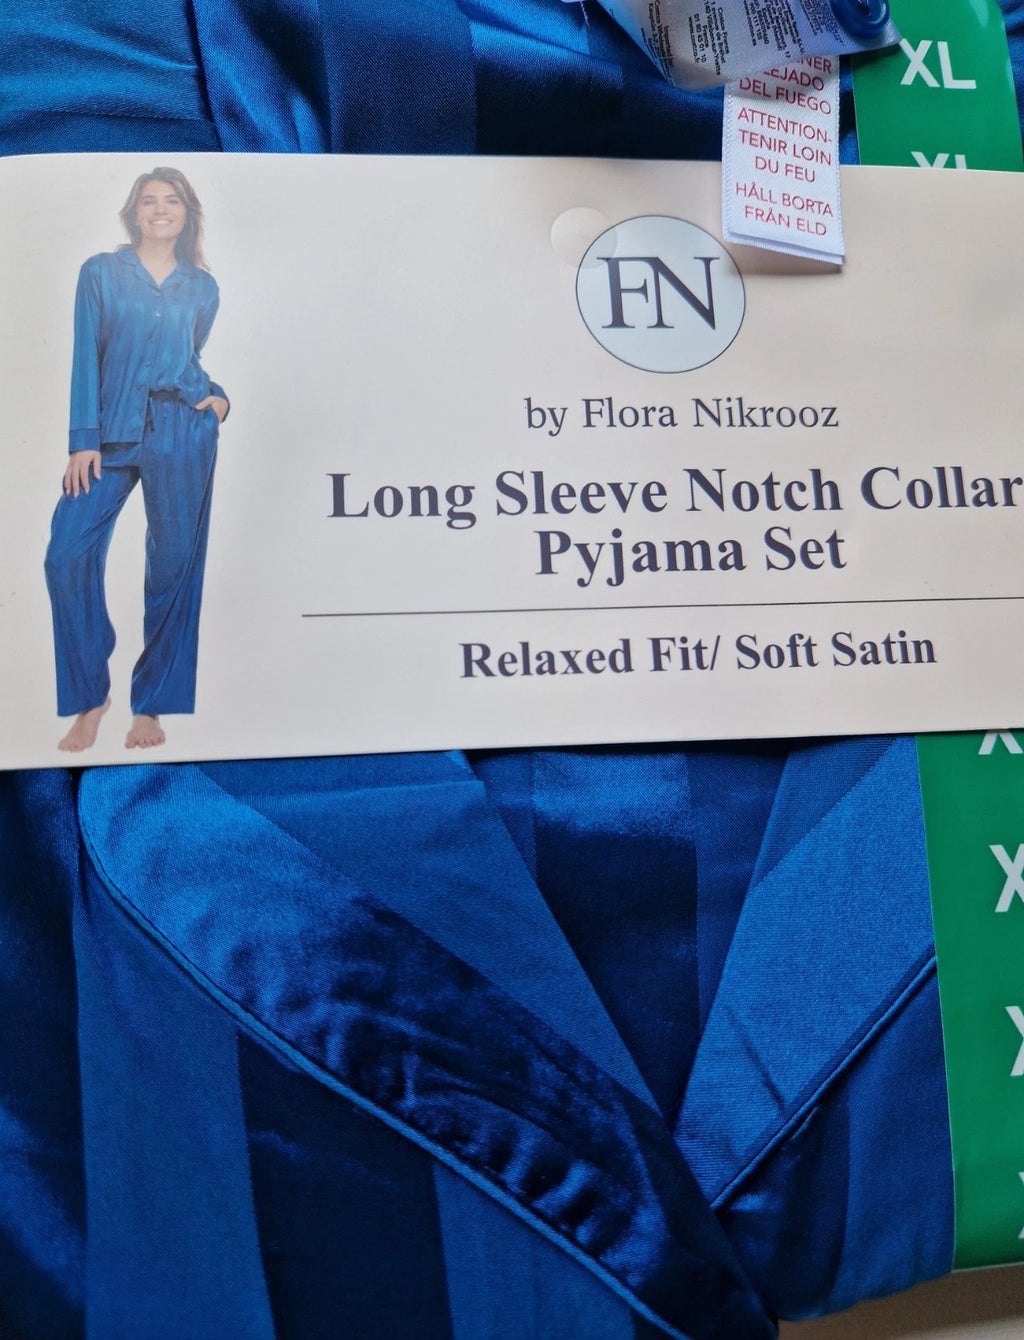 XL
XL
NER
LEJADO
DEL FUEGO
ATTENTION-
TENIR LOIN
DU FEU
HÅLL BORTA
FRÅN ELD
FN
by Flora Nikrooz
Long Sleeve Notch Collar
Pyjama Set
Relaxed Fit/ Soft Satin
X
X
X